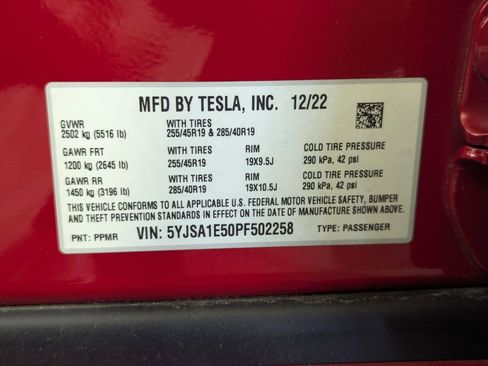 MFD BY TESLA, INC. 12/22
GVWR WITH TIRES
2502 kg (5516 lb) 255/45R19 & 285/40R19
GAWR FRT WITH TIRES RIM COLD TIRE PRESSURE
1200 kg (2645 lb) 255/45R19 19X9.5J 290 kPa, 42 psi
GAWR RR WITH TIRES RIM COLD TIRE PRESSURE
1450 kg (3196 lb) 285/40R19 19X10.5J 290 kPa, 42 psi
THIS VEHICLE CONFORMS TO ALL APPLICABLE U.S. FEDERAL MOTOR VEHICLE SAFETY, BUMPER
AND THEFT PREVENTION STANDARDS IN EFFECT ON THE DATE OF MANUFACTURE SHOWN ABOVE.
PNT: PPMR VIN: 5YJSA1E50PF502258 TYPE: PASSENGER